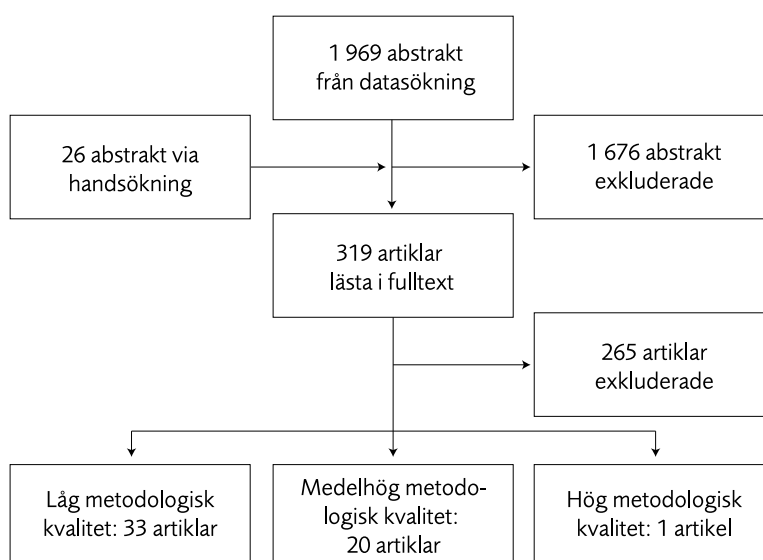 1 969 abstrakt
från datasökning
26 abstrakt via
handsökning
1 676 abstrakt
exkluderade
319 artiklar
lästa i fulltext
265 artiklar
exkluderade
Låg metodologisk
kvalitet: 33 artiklar
Medelhög metodo-
logisk kvalitet:
20 artiklar
Hög metodologisk
kvalitet: 1 artikel